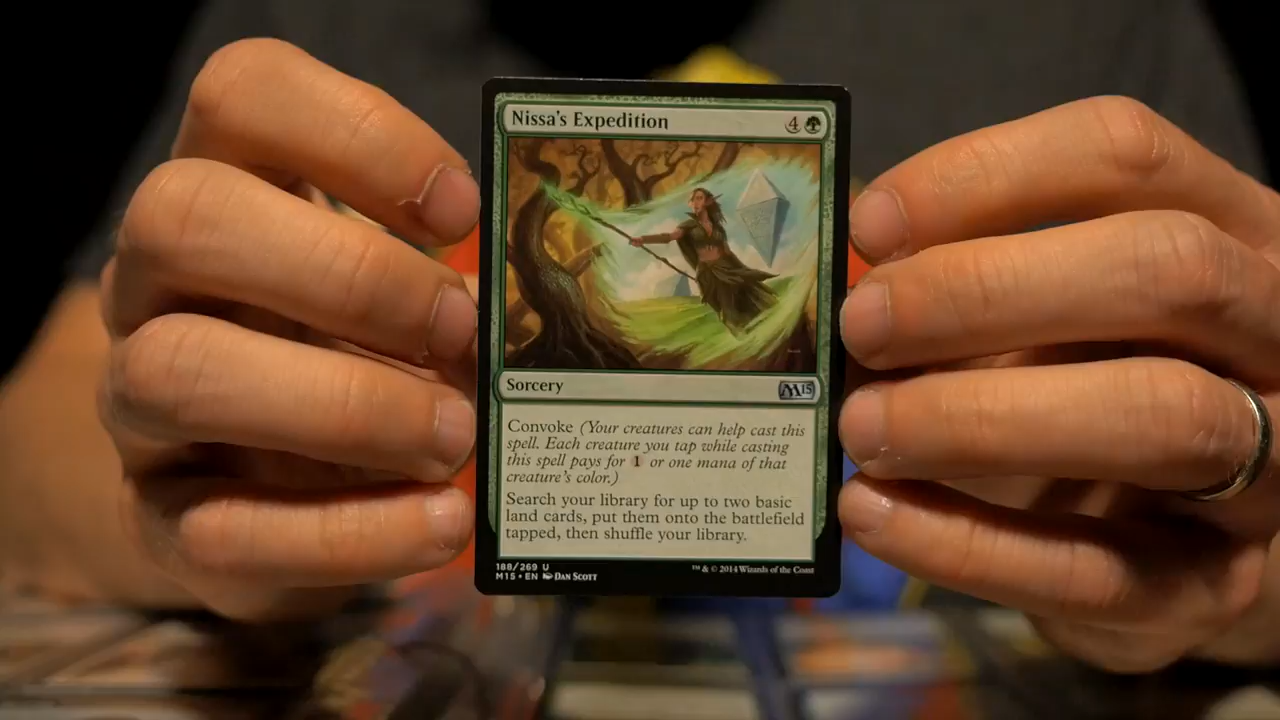 Nissa's Expedition 4
Sorcery M15
Convoke (Your creatures can help cast this
spell. Each creature you tap while casting
this spell pays for 1 or one mana of that
creature's color.)
Search your library for up to two basic
land cards, put them onto the battlefield
tapped, then shuffle your library.
188/269 U
M15 • EN DAN SCOTT
™ & © 2014 Wizards of the Coast